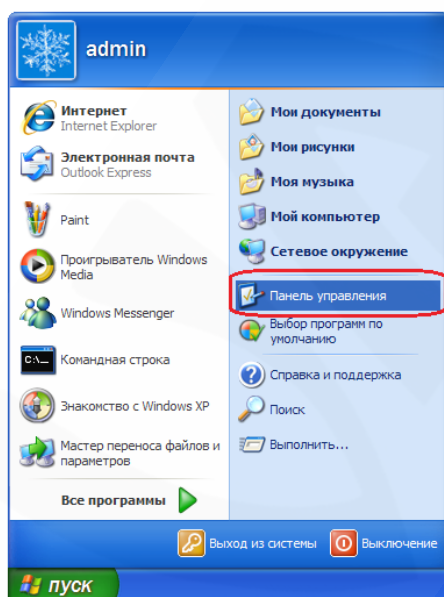 admin
Интернет
Internet Explorer
Электронная почта
Outlook Express
Paint
Проигрыватель Windows
Media
Windows Messenger
C:\_
Командная строка
Знакомство с Windows XP
Мастер переноса файлов и
параметров
Все программы
Мои документы
Мои рисунки
Моя музыка
Мой компьютер
Сетевое окружение
Панель управления
Выбор программ по
умолчанию
Справка и поддержка
Поиск
Выполнить...
Выход из системы
Выключение
пуск